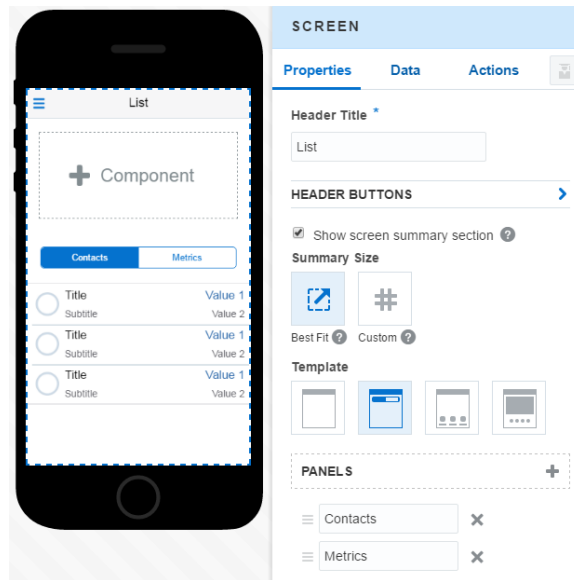 List
Component
Contacts Metrics
Title Value 1
Subtitle Value 2
Title Value 1
Subtitle Value 2
Title Value 1
Subtitle Value 2
SCREEN
Properties Data Actions
Header Title *
List
HEADER BUTTONS
Show screen summary section ?
Summary Size
Best Fit ? Custom ?
Template
PANELS
Contacts
Metrics